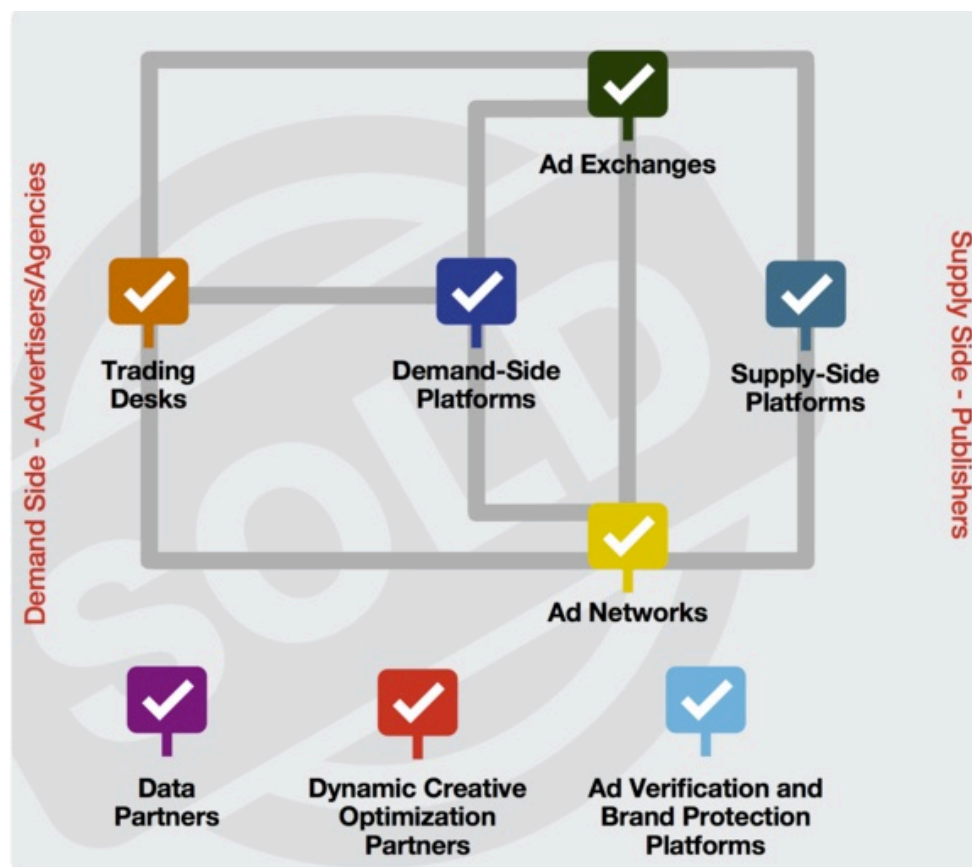 Demand Side - Advertisers/Agencies
Ad Exchanges
Supply Side - Publishers
Trading
Desks
Demand-Side
Platforms
Supply-Side
Platforms
SOLD
Ad Networks
Data
Partners
Dynamic Creative
Optimization
Partners
Ad Verification and
Brand Protection
Platforms